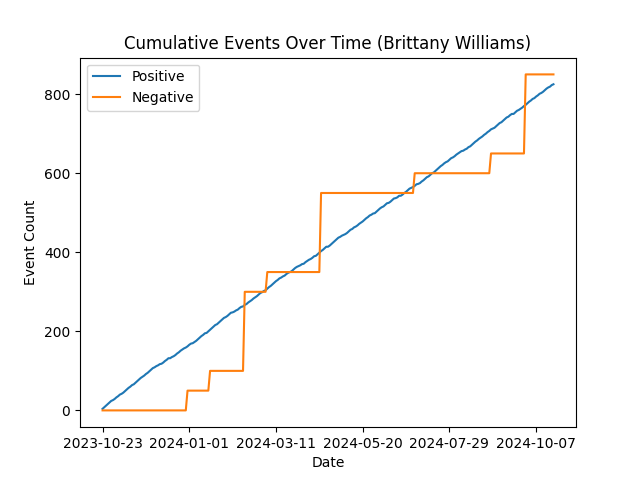 Cumulative Events Over Time (Brittany Williams)
Positive
Negative
800
600
400
200
0
Event Count
2023-10-23 2024-01-01 2024-03-11 2024-05-20 2024-07-29 2024-10-07
Date